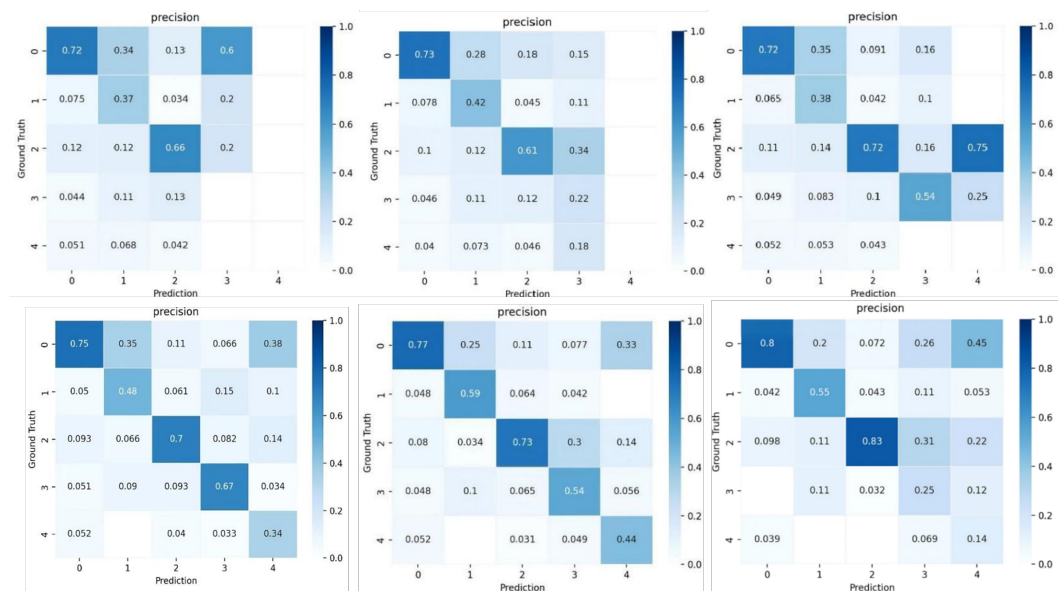 precision
0 0.72 0.34 0.13 0.6
1 0.075 0.37 0.034 0.2
2 0.12 0.12 0.66 0.2
3 0.044 0.11 0.13
4 0.051 0.068 0.042
0 1 2 3 4
Prediction
Ground Truth
1.0
0.8
0.6
0.4
0.2
0.0
precision
0 0.73 0.28 0.18 0.15
1 0.078 0.42 0.045 0.11
2 0.1 0.12 0.61 0.34
3 0.046 0.11 0.12 0.22
4 0.04 0.073 0.046 0.18
0 1 2 3 4
Prediction
Ground Truth
1.0
0.8
0.6
0.4
0.2
0.0
precision
0 0.72 0.35 0.091 0.16
1 0.065 0.38 0.042 0.1
2 0.11 0.14 0.72 0.16 0.75
3 0.049 0.083 0.1 0.54 0.25
4 0.052 0.053 0.043
0 1 2 3 4
Prediction
Ground Truth
1.0
0.8
0.6
0.4
0.2
0.0
precision
0 0.75 0.35 0.11 0.066 0.38
1 0.05 0.48 0.061 0.15 0.1
2 0.093 0.066 0.7 0.082 0.14
3 0.051 0.09 0.093 0.67 0.034
4 0.052 0.04 0.033 0.34
0 1 2 3 4
Prediction
Ground Truth
1.0
0.8
0.6
0.4
0.2
0.0
precision
0 0.77 0.25 0.11 0.077 0.33
1 0.048 0.59 0.064 0.042
2 0.08 0.034 0.73 0.3 0.14
3 0.048 0.1 0.065 0.54 0.056
4 0.052 0.031 0.049 0.44
0 1 2 3 4
Prediction
Ground Truth
1.0
0.8
0.6
0.4
0.2
0.0
precision
0 0.8 0.2 0.072 0.26 0.45
1 0.042 0.55 0.043 0.11 0.053
2 0.098 0.11 0.83 0.31 0.22
3 0.11 0.032 0.25 0.12
4 0.039 0.069 0.14
0 1 2 3 4
Prediction
Ground Truth
1.0
0.8
0.6
0.4
0.2
0.0